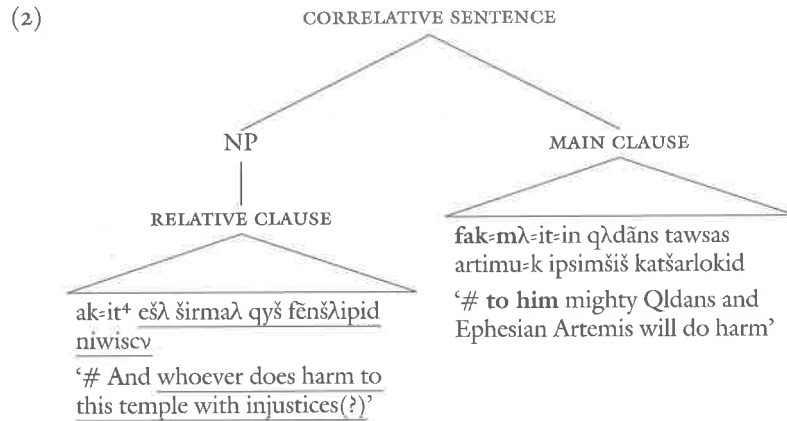 (2)
CORRELATIVE SENTENCE
NP
RELATIVE CLAUSE
ak⸗it⁴ ešλ širmaλ qyš fẽnšλipid
niwiscν
‘# And whoever does harm to
this temple with injustices(?)’
MAIN CLAUSE
fak⸗mλ⸗it⸗in qλdãns tawsas
artimu⸗k ipsimšiš katšarlokid
‘# to him mighty Qldans and
Ephesian Artemis will do harm’